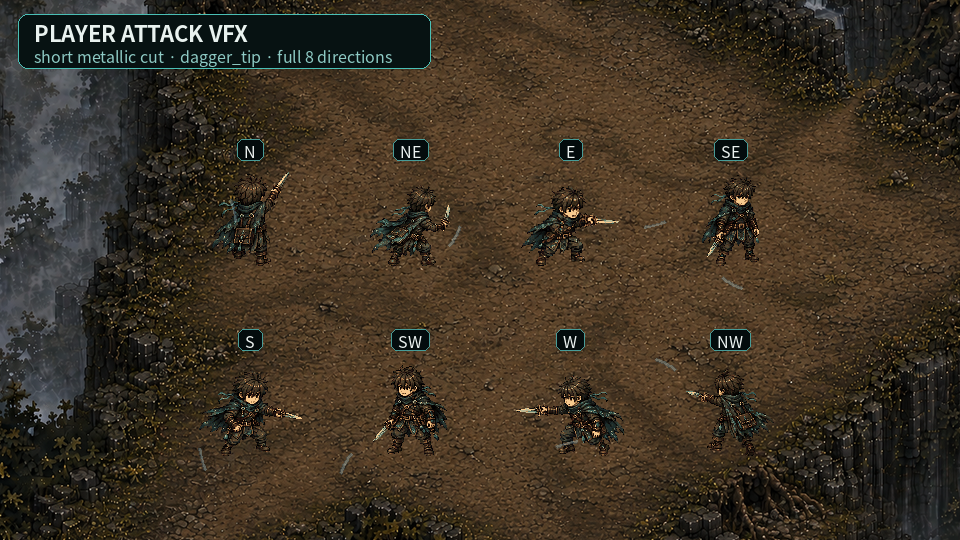 PLAYER ATTACK VFX
short metallic cut · dagger_tip · full 8 directions
N NE E SE
S SW W NW